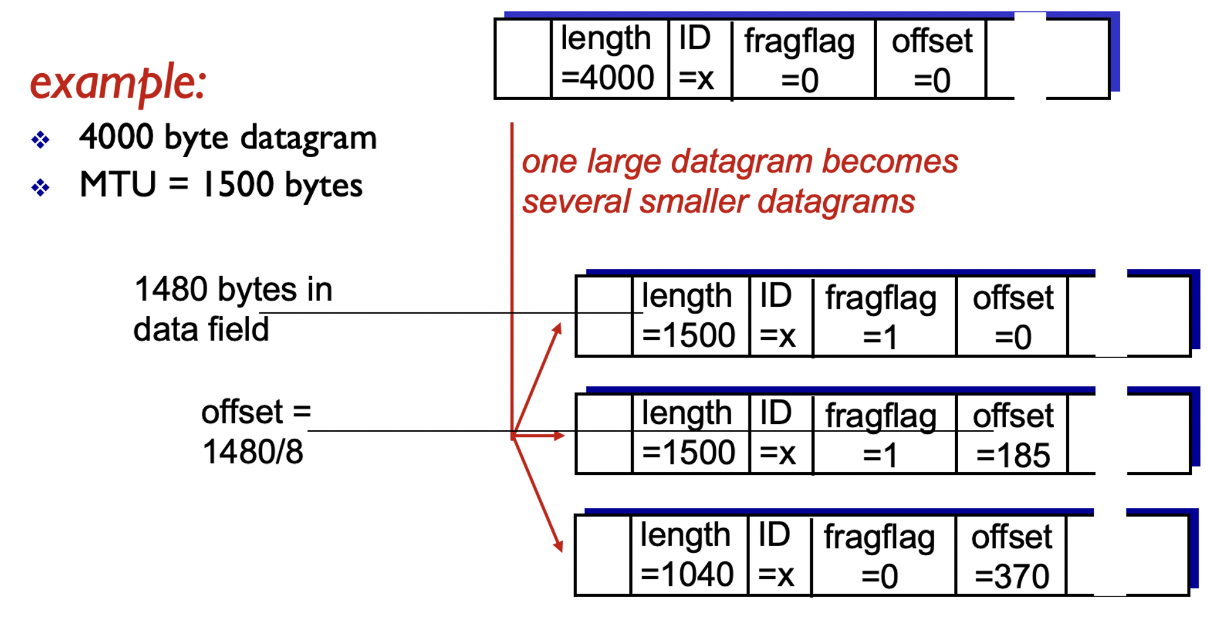 example:
4000 byte datagram
MTU = 1500 bytes
length ID fragflag offset
=4000 =x =0 =0
one large datagram becomes
several smaller datagrams
1480 bytes in
data field
length ID fragflag offset
=1500 =x =1 =0
offset =
1480/8
length ID fragflag offset
=1500 =x =1 =185
length ID fragflag offset
=1040 =x =0 =370